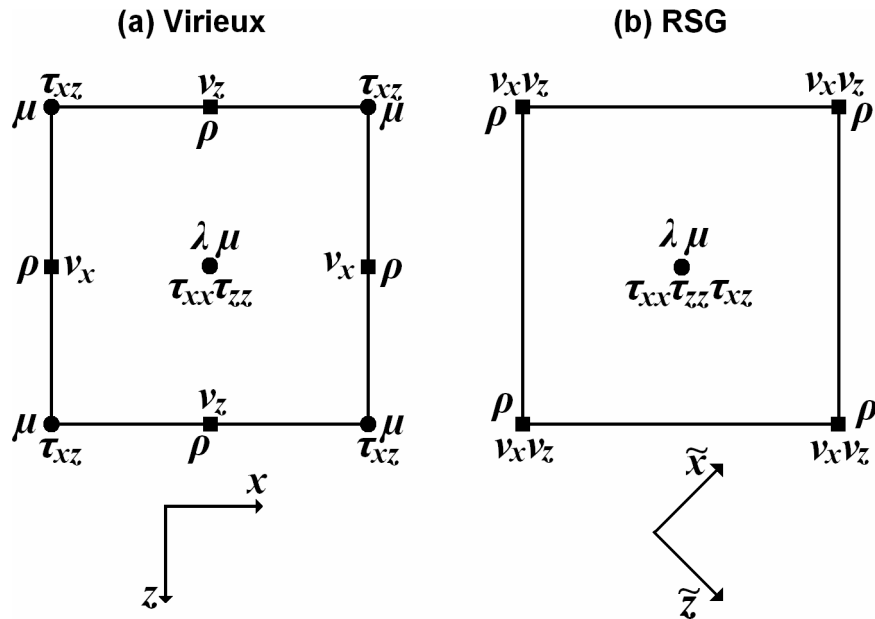 (a) Virieux
(b) RSG
τxz vz τxz
μ ρ μ
ρ vx λ μ vx ρ
τxxτzz
μ vz μ
τxz ρ τxz
x
z
vxvz vxvz
ρ ρ
λ μ
τxxτzzτxz
ρ ρ
vxvz vxvz
x̃
z̃